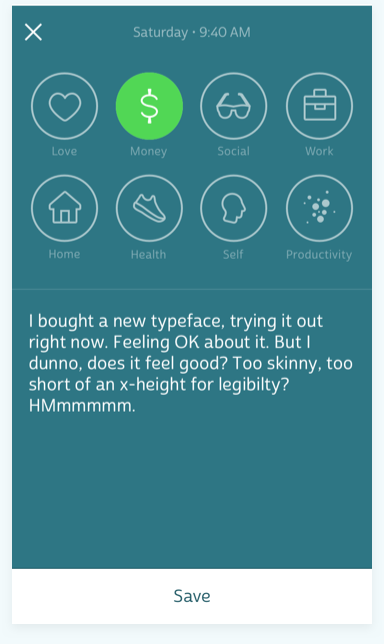 Saturday • 9:40 AM
$
Love Money Social Work
Home Health Self Productivity
I bought a new typeface, trying it out
right now. Feeling OK about it. But I
dunno, does it feel good? Too skinny, too
short of an x-height for legibilty?
HMmmmmm.
Save